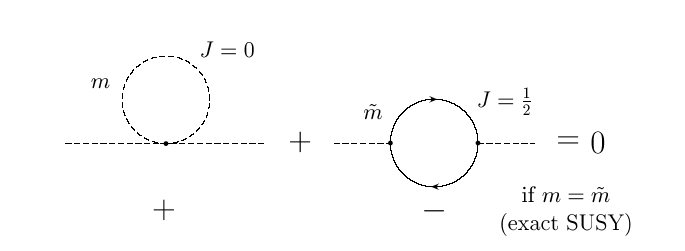 J = 0
m
J = 1/2
m̃
+
= 0
if m = m̃
(exact SUSY)
+
−